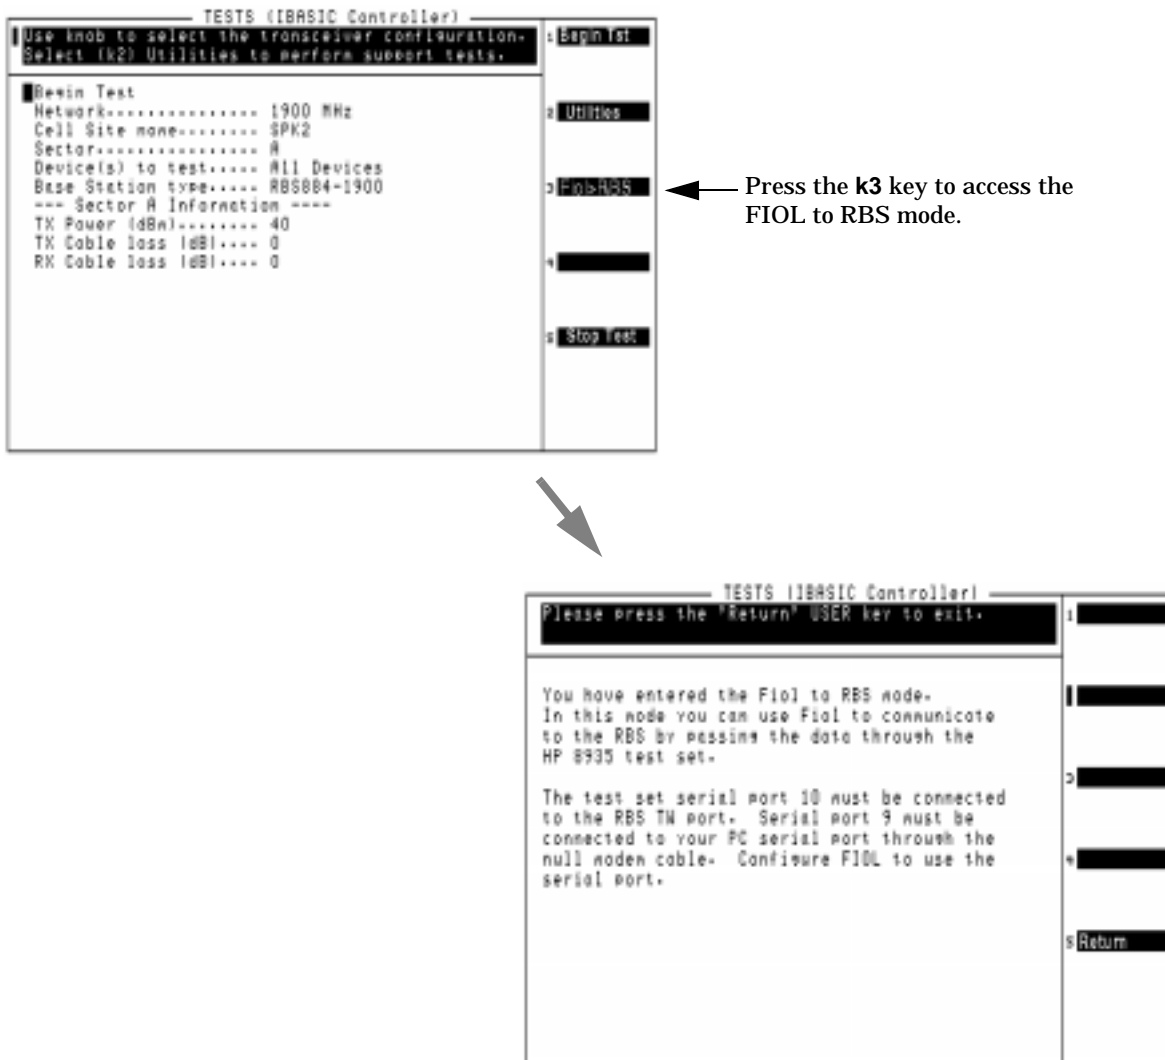 TESTS (IBASIC Controller)
Use knob to select the transceiver configuration.
Select (k2) Utilities to perform support tests.
1 Begin Tst
Begin Test
Network............... 1900 MHz
Cell Site name........ SPK2
2 Utilities
Sector................ A
Device(s) to test..... All Devices
Base Station type..... RBS884-1900
3 Fiol>RBS
Press the k3 key to access the
FIOL to RBS mode.
--- Sector A Information ----
TX Power (dBm)........ 40
TX Cable loss (dB).... 0
RX Cable loss (dB).... 0
4
5 Stop Test
TESTS (IBASIC Controller)
Please press the "Return" USER key to exit.
1
You have entered the Fiol to RBS mode.
In this mode you can use Fiol to communicate
to the RBS by passing the data through the
HP 8935 test set.
3
The test set serial port 10 must be connected
to the RBS TW port. Serial port 9 must be
connected to your PC serial port through the
null modem cable. Configure FIOL to use the
serial port.
4
5 Return